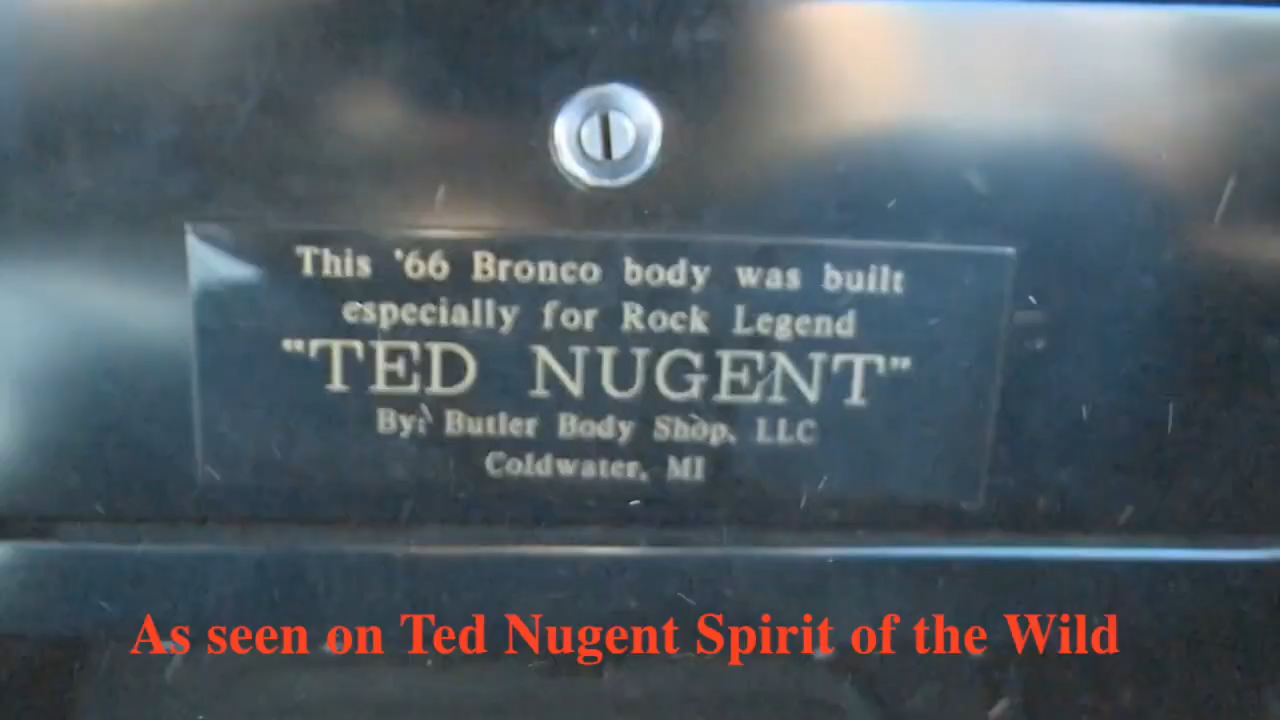 This '66 Bronco body was built
especially for Rock Legend
"TED NUGENT"
By: Butler Body Shop, LLC
Coldwater, MI
As seen on Ted Nugent Spirit of the Wild